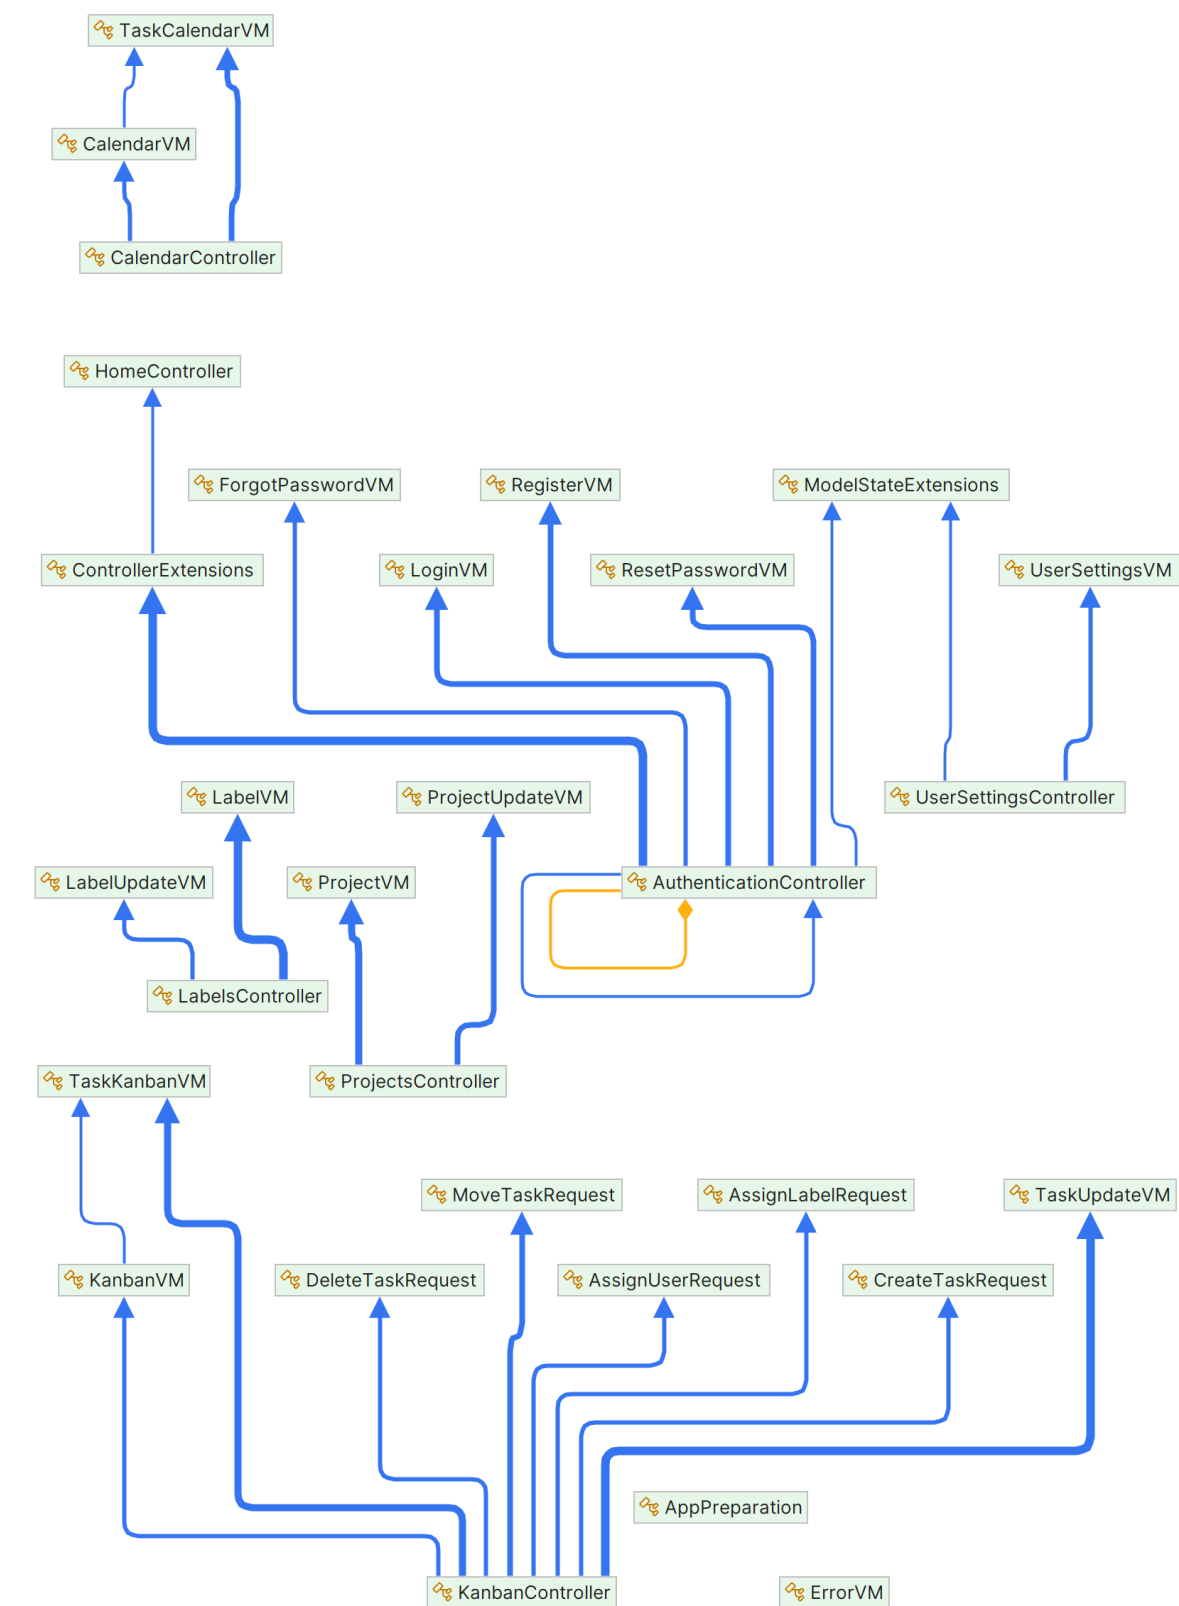 TaskCalendarVM
CalendarVM
CalendarController
HomeController
ForgotPasswordVM
RegisterVM
ModelStateExtensions
ControllerExtensions
LoginVM
ResetPasswordVM
UserSettingsVM
LabelVM
ProjectUpdateVM
UserSettingsController
LabelUpdateVM
ProjectVM
AuthenticationController
LabelsController
TaskKanbanVM
ProjectsController
MoveTaskRequest
AssignLabelRequest
TaskUpdateVM
KanbanVM
DeleteTaskRequest
AssignUserRequest
CreateTaskRequest
AppPreparation
KanbanController
ErrorVM